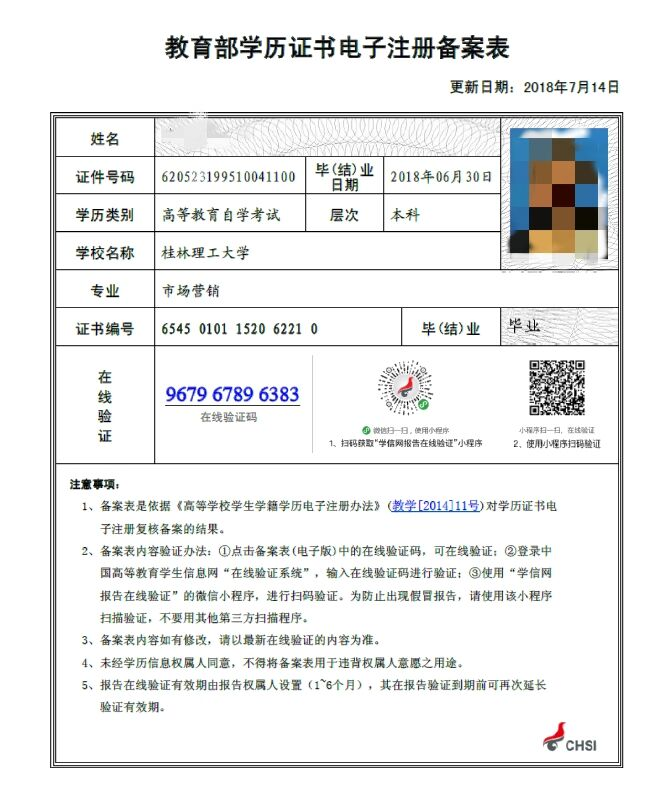 教育部学历证书电子注册备案表
更新日期：2018年7月14日
姓名
证件号码 620523199510041100 毕(结)业日期 2018年06月30日
学历类别 高等教育自学考试 层次 本科
学校名称 桂林理工大学
专业 市场营销
证书编号 6545 0101 1520 6221 0 毕(结)业 毕业
在线验证
9679 6789 6383
在线验证码
微信扫一扫，使用小程序
1、扫码获取“学信网报告在线验证”小程序
小程序扫一扫，在线验证
2、使用小程序扫码验证
注意事项：
1、备案表是依据《高等学校学生学籍学历电子注册办法》(教学[2014]11号)对学历证书电
子注册复核备案的结果。
2、备案表内容验证办法：①点击备案表(电子版)中的在线验证码，可在线验证；②登录中
国高等教育学生信息网“在线验证系统”，输入在线验证码进行验证；③使用“学信网
报告在线验证”的微信小程序，进行扫码验证。为防止出现假冒报告，请使用该小程序
扫描验证，不要用其他第三方扫描程序。
3、备案表内容如有修改，请以最新在线验证的内容为准。
4、未经学历信息权属人同意，不得将备案表用于违背权属人意愿之用途。
5、报告在线验证有效期由报告权属人设置（1~6个月），其在报告验证到期前可再次延长
验证有效期。
CHSI